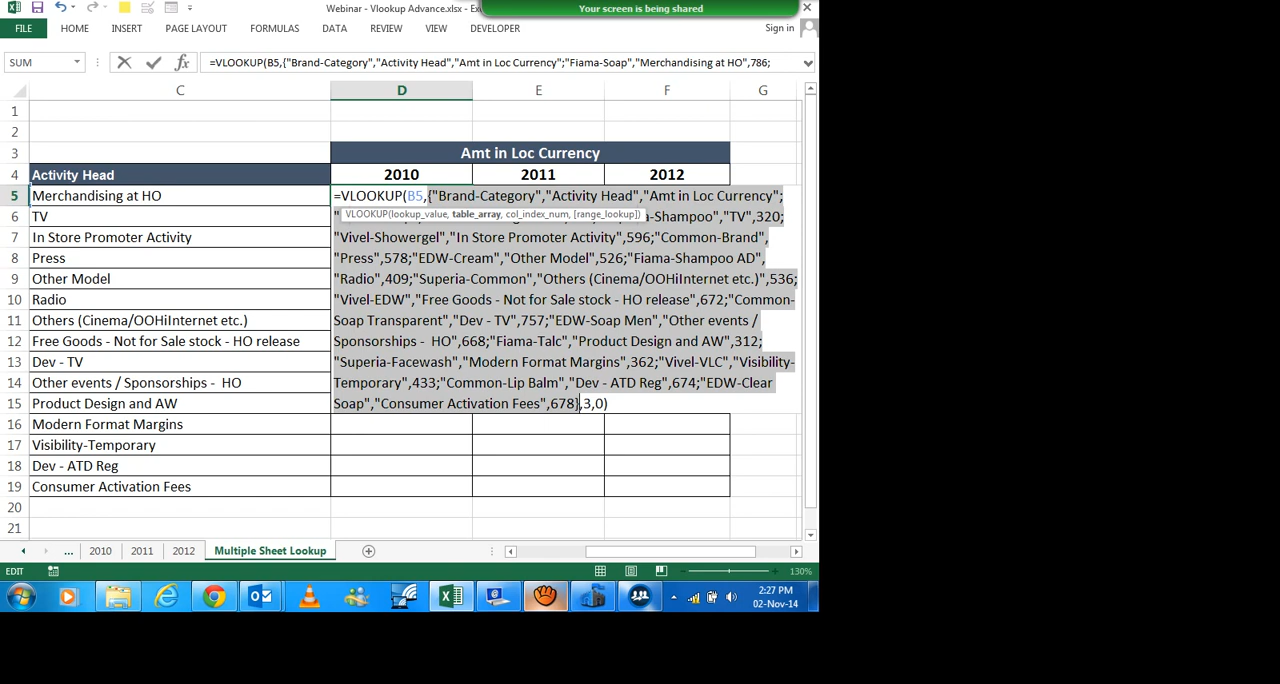 Webinar - Vlookup Advance.xlsx - Ex
Your screen is being shared
FILE HOME INSERT PAGE LAYOUT FORMULAS DATA REVIEW VIEW DEVELOPER Sign in
SUM =VLOOKUP(B5,{"Brand-Category","Activity Head","Amt in Loc Currency";"Fiama-Soap","Merchandising at HO",786;
C D E F G
1
2
3 Amt in Loc Currency
4 Activity Head 2010 2011 2012
5 Merchandising at HO =VLOOKUP(B5,{"Brand-Category","Activity Head","Amt in Loc Currency";
VLOOKUP(lookup_value, table_array, col_index_num, [range_lookup])
6 TV a-Shampoo","TV",320;
7 In Store Promoter Activity "Vivel-Showergel","In Store Promoter Activity",596;"Common-Brand",
8 Press "Press",578;"EDW-Cream","Other Model",526;"Fiama-Shampoo AD",
9 Other Model "Radio",409;"Superia-Common","Others (Cinema/OOHiInternet etc.)",536;
10 Radio "Vivel-EDW","Free Goods - Not for Sale stock - HO release",672;"Common-
11 Others (Cinema/OOHiInternet etc.) Soap Transparent","Dev - TV",757;"EDW-Soap Men","Other events /
12 Free Goods - Not for Sale stock - HO release Sponsorships -  HO",668;"Fiama-Talc","Product Design and AW",312;
13 Dev - TV "Superia-Facewash","Modern Format Margins",362;"Vivel-VLC","Visibility-
14 Other events / Sponsorships -  HO Temporary",433;"Common-Lip Balm","Dev - ATD Reg",674;"EDW-Clear
15 Product Design and AW Soap","Consumer Activation Fees",678},3,0)
16 Modern Format Margins
17 Visibility-Temporary
18 Dev - ATD Reg
19 Consumer Activation Fees
20
21
... 2010 2011 2012 Multiple Sheet Lookup
EDIT 130%
2:27 PM
02-Nov-14